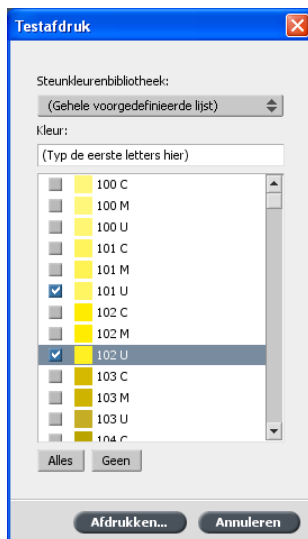 Testafdruk
Steunkleurenbibliotheek:
(Gehele voorgedefinieerde lijst)
Kleur:
(Typ de eerste letters hier)
100 C
100 M
100 U
101 C
101 M
101 U
102 C
102 M
102 U
103 C
103 M
103 U
104 C
Alles Geen
Afdrukken... Annuleren